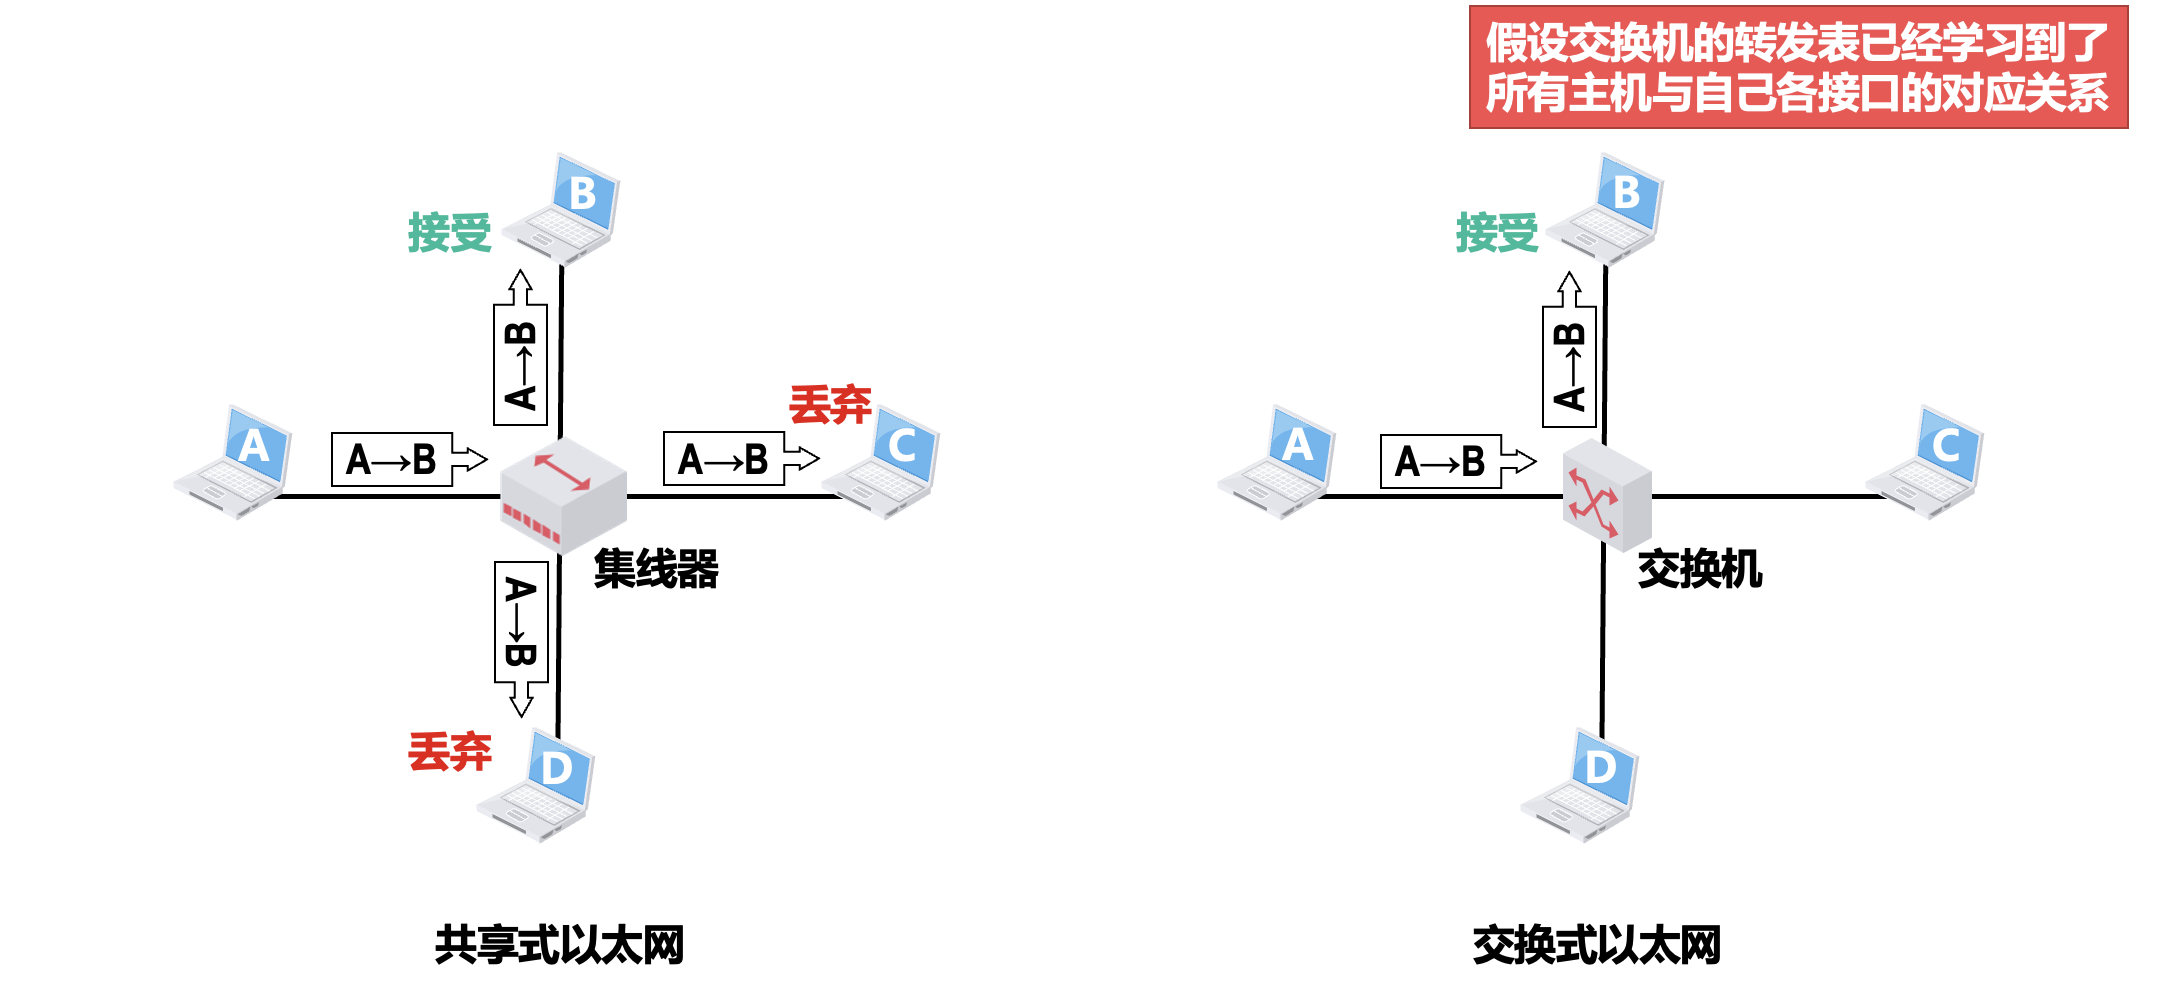 假设交换机的转发表已经学习到了
所有主机与自己各接口的对应关系
B
接受
A→B
丢弃
A
A→B
A→B
C
集线器
A→B
丢弃
D
共享式以太网
B
接受
A→B
A
A→B
C
交换机
D
交换式以太网